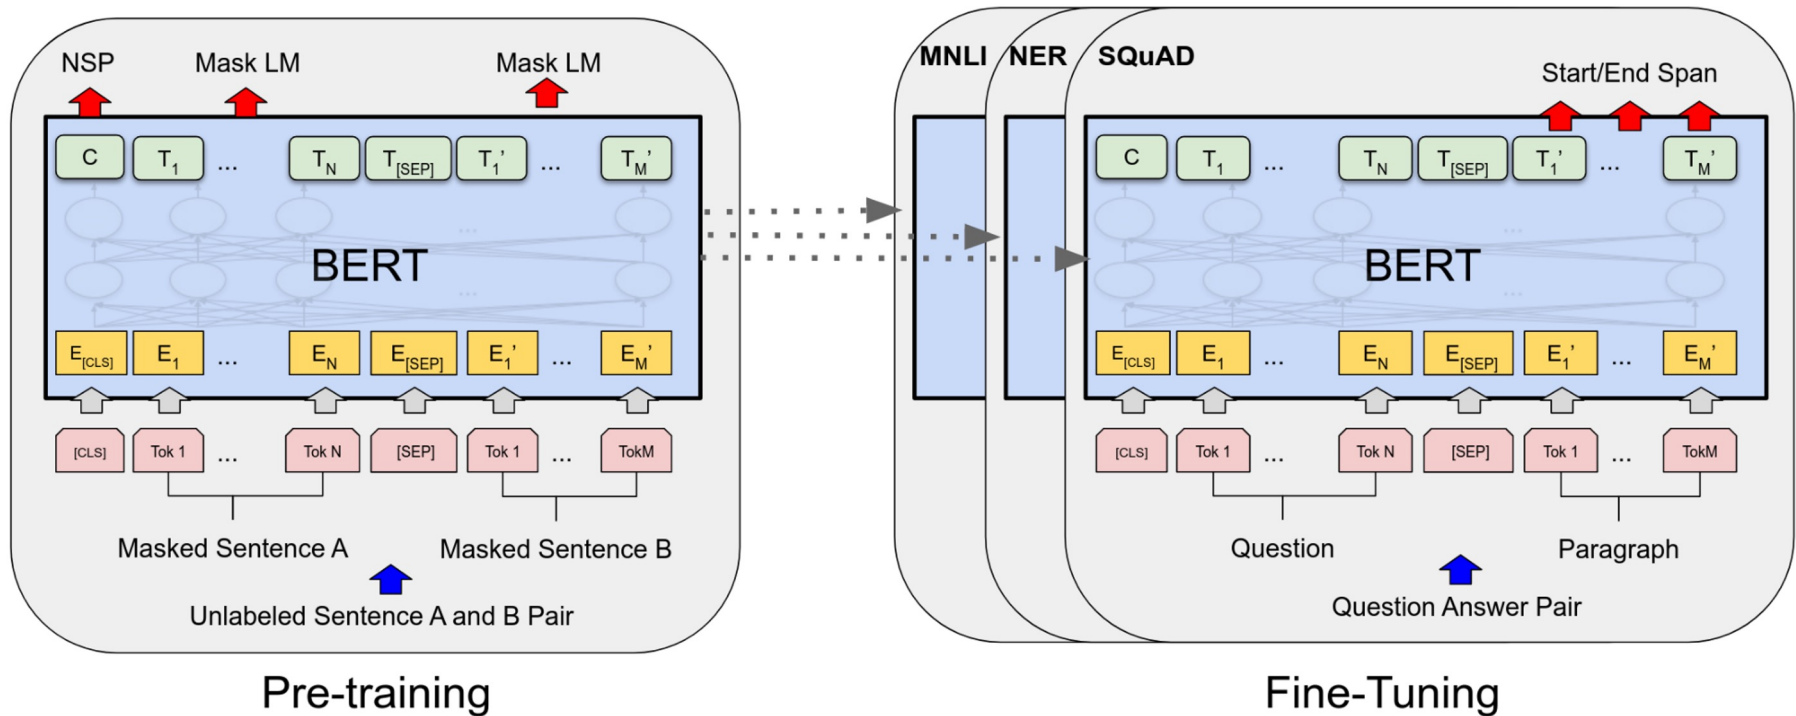 NSP Mask LM Mask LM
C T1 ... TN T[SEP] T1’ ... TM’
...
BERT
...
E[CLS] E1 ... EN E[SEP] E1’ ... EM’
[CLS] Tok 1 ... Tok N [SEP] Tok 1 ... TokM
Masked Sentence A Masked Sentence B
Unlabeled Sentence A and B Pair
Pre-training
MNLI NER SQuAD
Start/End Span
C T1 ... TN T[SEP] T1’ ... TM’
...
BERT
...
E[CLS] E1 ... EN E[SEP] E1’ ... EM’
[CLS] Tok 1 ... Tok N [SEP] Tok 1 ... TokM
Question Paragraph
Question Answer Pair
Fine-Tuning